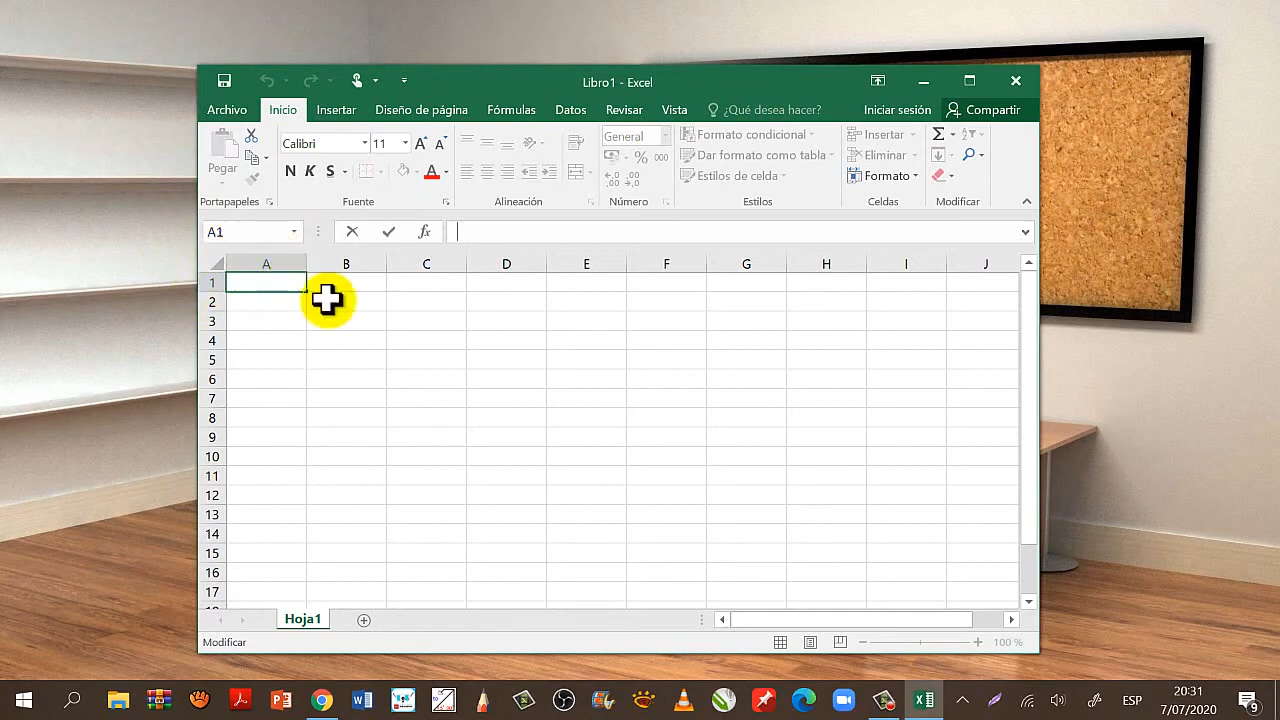 Libro1 - Excel
Archivo Inicio Insertar Diseño de página Fórmulas Datos Revisar Vista ¿Qué desea hacer? Iniciar sesión Compartir
Pegar
Portapapeles
Calibri 11
N K S
Fuente
Alineación
General
% 000
Número
Formato condicional
Dar formato como tabla
Estilos de celda
Estilos
Insertar
Eliminar
Formato
Celdas
Modificar
A1 fx
A B C D E F G H I J
1
2
3
4
5
6
7
8
9
10
11
12
13
14
15
16
17
Hoja1
Modificar 100 %
ESP
20:31
7/07/2020
9